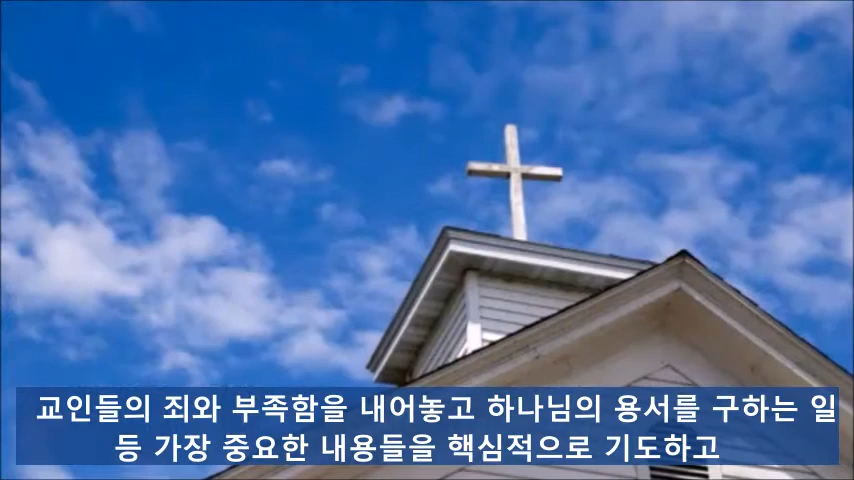 교인들의 죄와 부족함을 내어놓고 하나님의 용서를 구하는 일
등 가장 중요한 내용들을 핵심적으로 기도하고